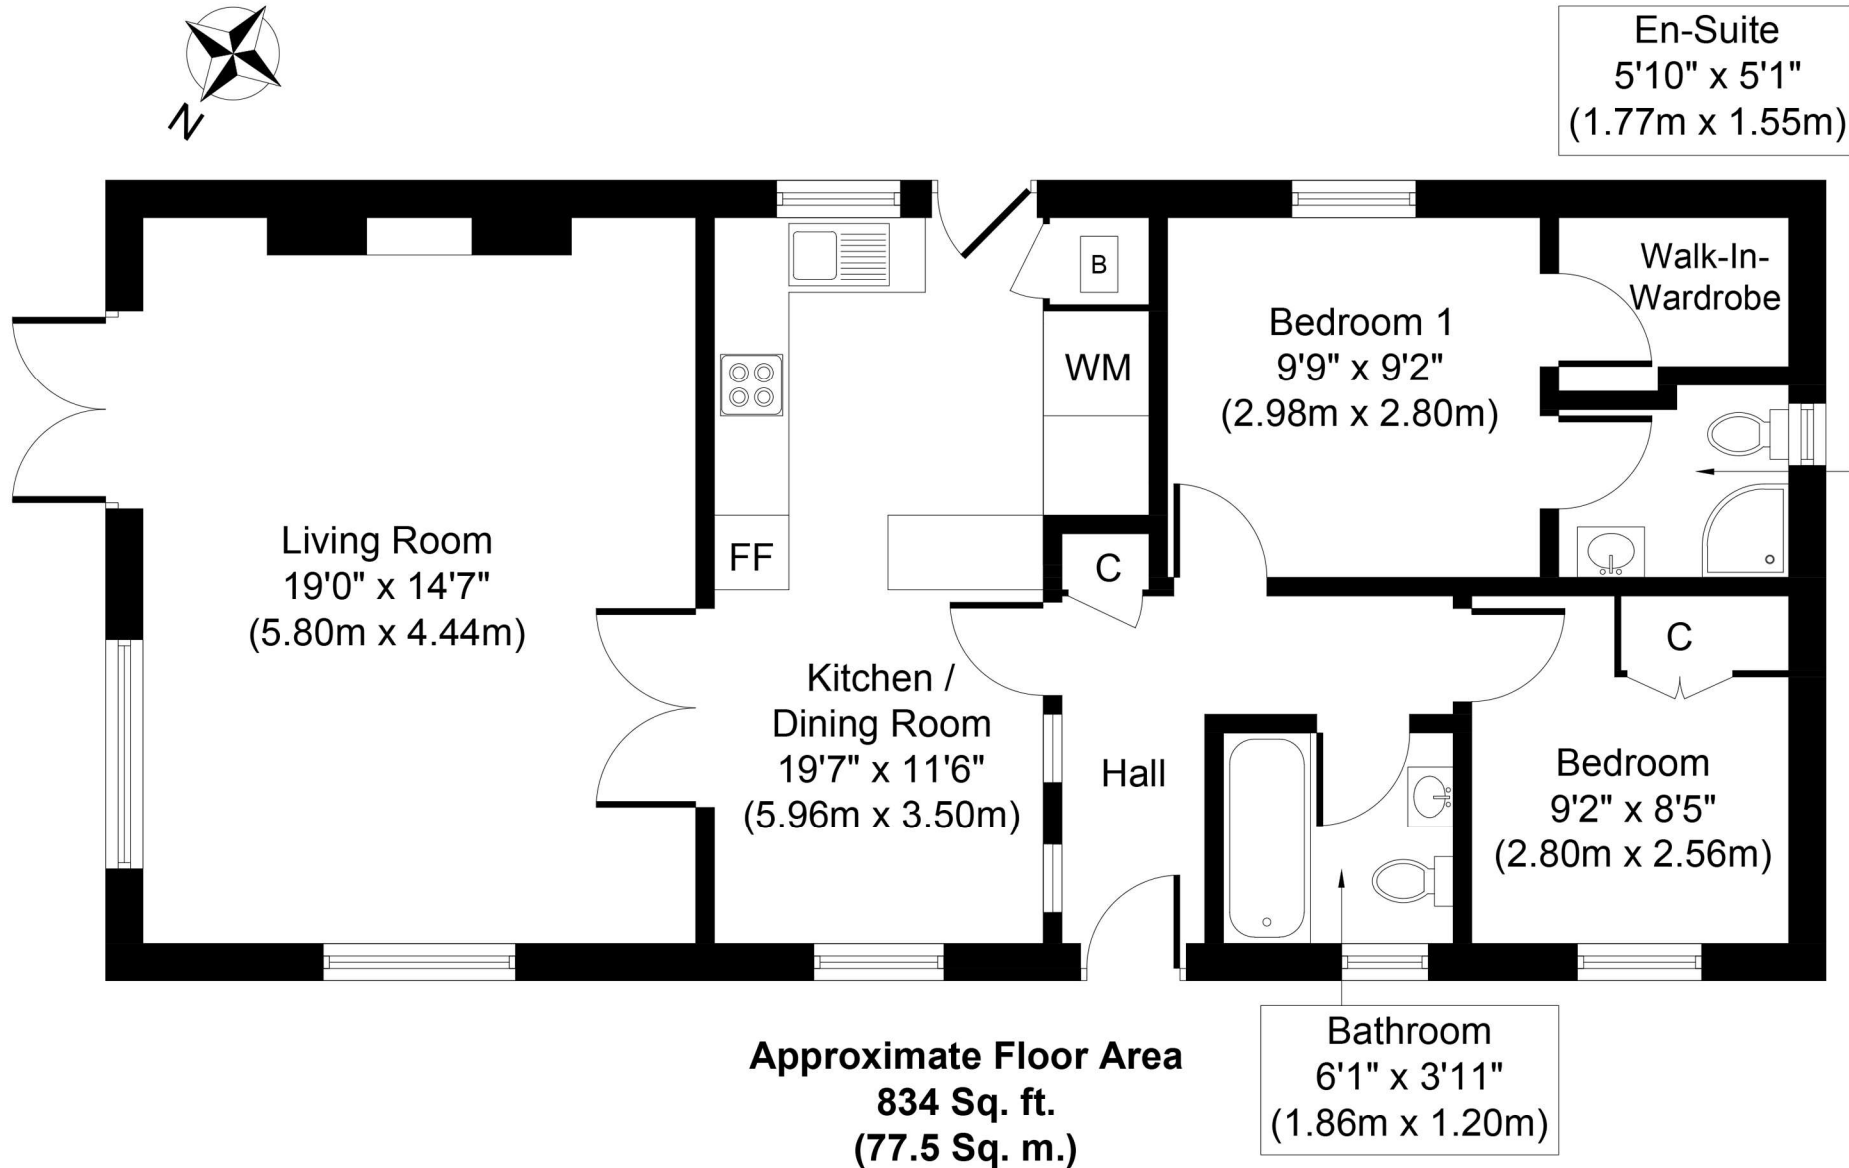 N
En-Suite
5'10" x 5'1"
(1.77m x 1.55m)
Walk-In-
Wardrobe
B
WM
Bedroom 1
9'9" x 9'2"
(2.98m x 2.80m)
Living Room
19'0" x 14'7"
(5.80m x 4.44m)
FF
C
C
Kitchen /
Dining Room
19'7" x 11'6"
(5.96m x 3.50m)
Hall
Bedroom
9'2" x 8'5"
(2.80m x 2.56m)
Bathroom
6'1" x 3'11"
(1.86m x 1.20m)
Approximate Floor Area
834 Sq. ft.
(77.5 Sq. m.)